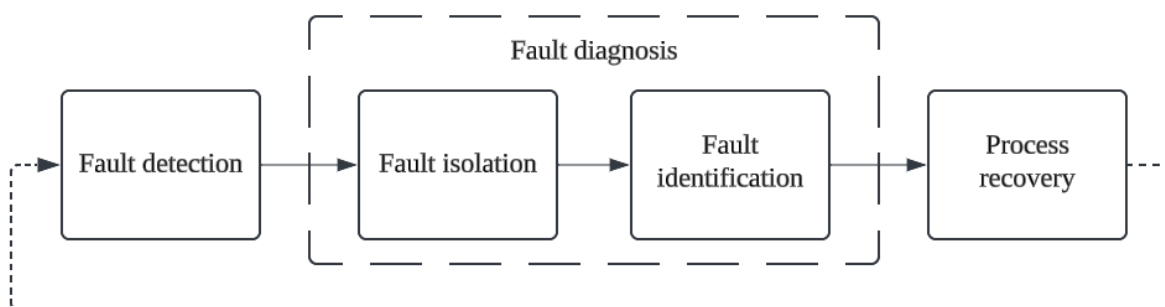 Fault diagnosis
Fault detection
Fault isolation
Fault
identification
Process
recovery